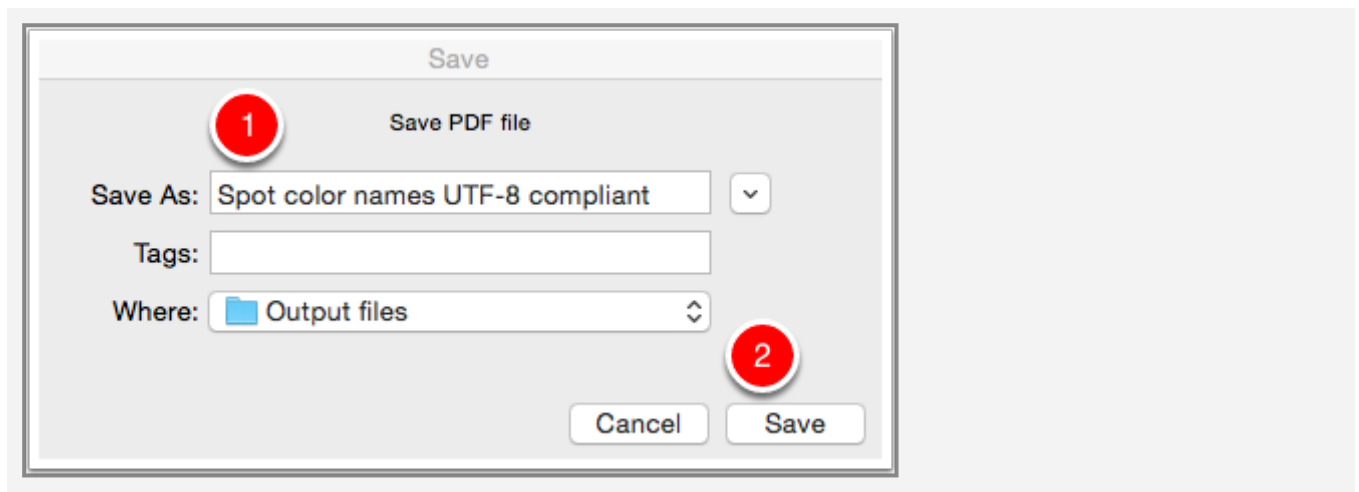 Save
1
Save PDF file
Save As: Spot color names UTF-8 compliant
Tags:
Where: Output files
2
Cancel Save